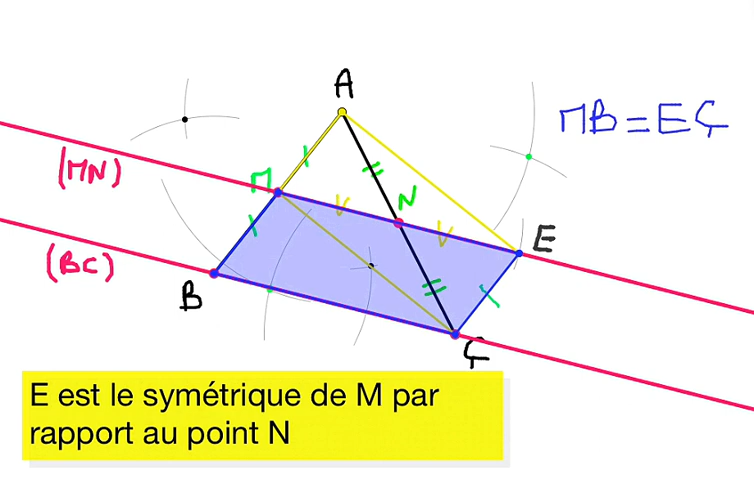 A
MB=EC
(MN)
M
N
E
(BC)
B
C
E est le symétrique de M par
rapport au point N